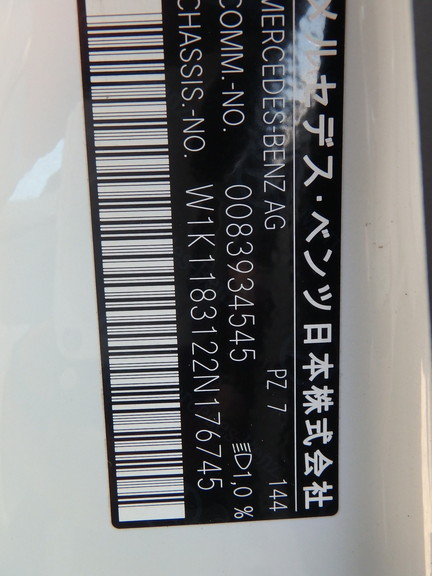 メルセデス・ベンツ日本株式会社
MERCEDES-BENZ AG PZ 7 144
COMM.-NO. 0083934545 1,0 %
CHASSIS.-NO. W1K1183122N176745